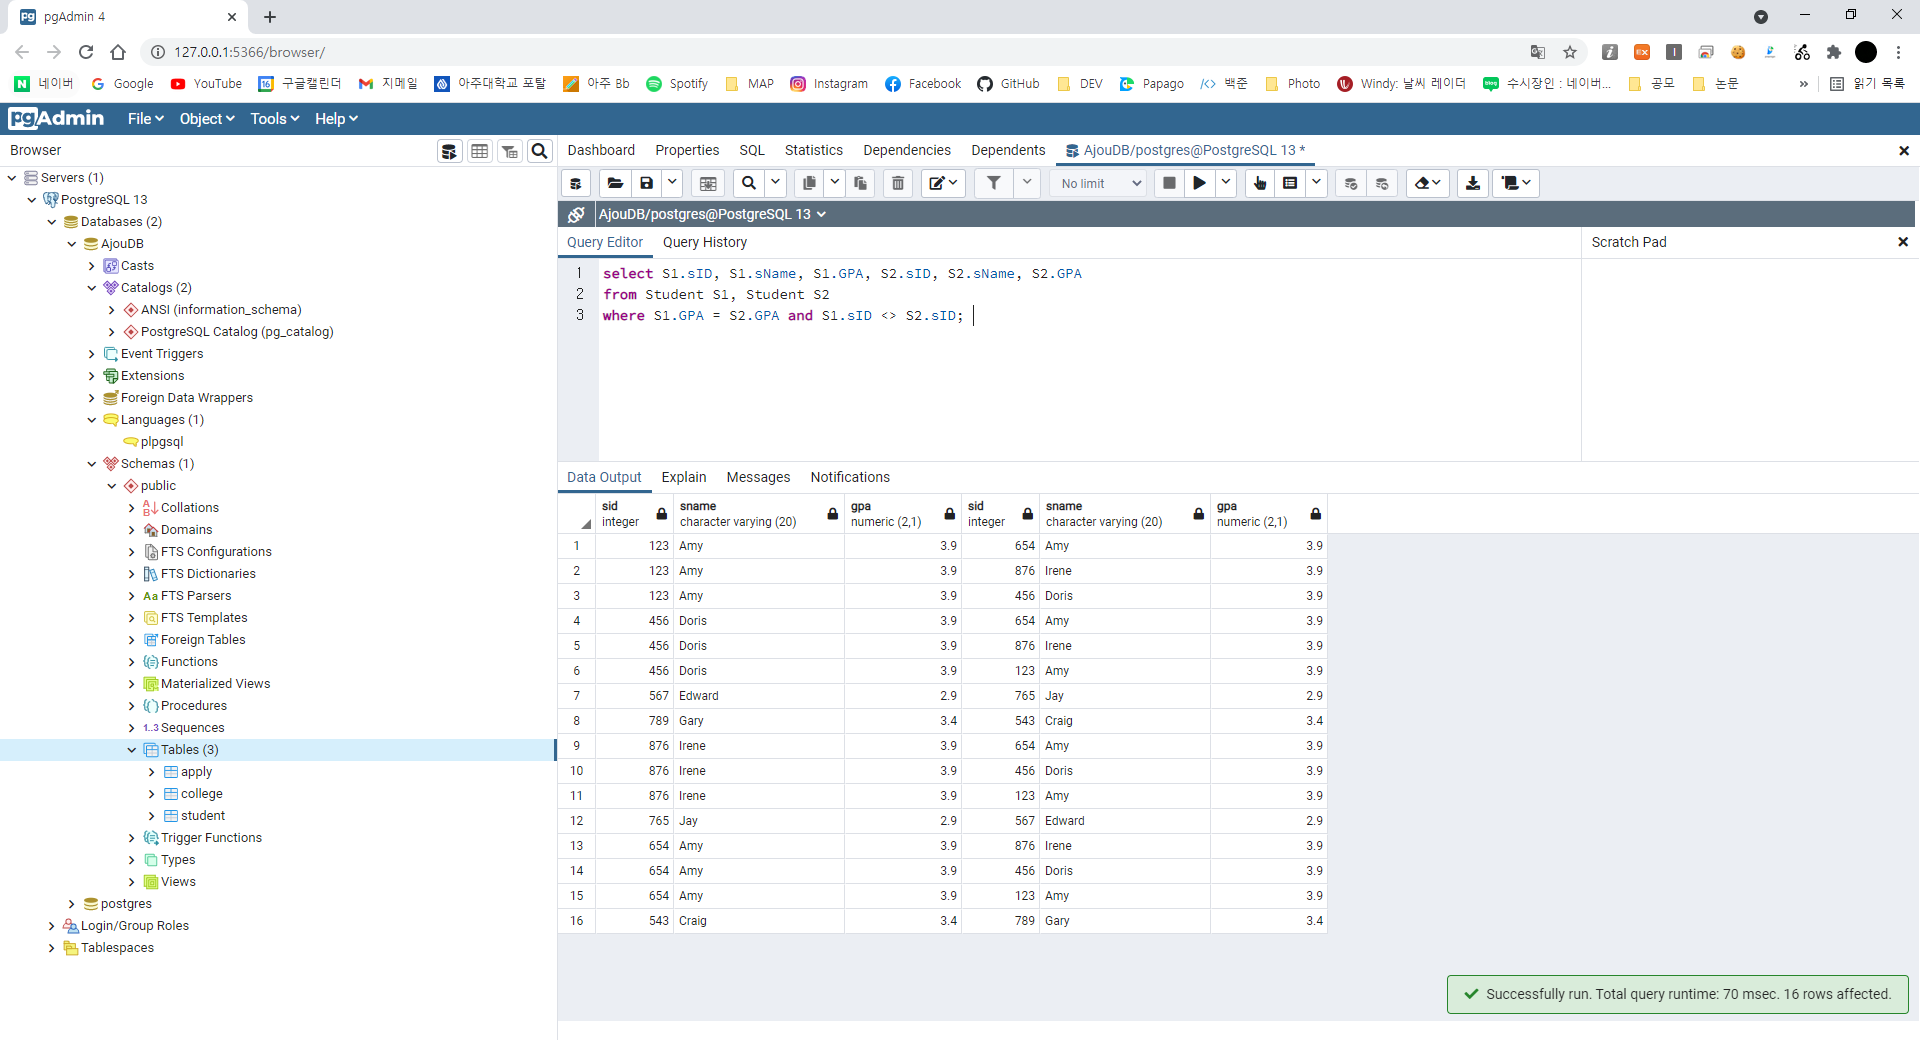 pgAdmin 4
127.0.0.1:5366/browser/
네이버 Google YouTube 구글캘린더 지메일 아주대학교 포탈 아주 Bb Spotify MAP Instagram Facebook GitHub DEV Papago 백준 Photo Windy: 날씨 레이더 수시장인 : 네이버... 공모 논문 » 읽기 목록
pgAdmin File Object Tools Help
Browser
Servers (1)
PostgreSQL 13
Databases (2)
AjouDB
Casts
Catalogs (2)
ANSI (information_schema)
PostgreSQL Catalog (pg_catalog)
Event Triggers
Extensions
Foreign Data Wrappers
Languages (1)
plpgsql
Schemas (1)
public
Collations
Domains
FTS Configurations
FTS Dictionaries
FTS Parsers
FTS Templates
Foreign Tables
Functions
Materialized Views
Procedures
1..3 Sequences
Tables (3)
apply
college
student
Trigger Functions
Types
Views
postgres
Login/Group Roles
Tablespaces
Dashboard Properties SQL Statistics Dependencies Dependents AjouDB/postgres@PostgreSQL 13 *
No limit
AjouDB/postgres@PostgreSQL 13
Query Editor Query History
Scratch Pad
1 select S1.sID, S1.sName, S1.GPA, S2.sID, S2.sName, S2.GPA
2 from Student S1, Student S2
3 where S1.GPA = S2.GPA and S1.sID <> S2.sID;
Data Output Explain Messages Notifications
sid sname gpa sid sname gpa
integer character varying (20) numeric (2,1) integer character varying (20) numeric (2,1)
1 123 Amy 3.9 654 Amy 3.9
2 123 Amy 3.9 876 Irene 3.9
3 123 Amy 3.9 456 Doris 3.9
4 456 Doris 3.9 654 Amy 3.9
5 456 Doris 3.9 876 Irene 3.9
6 456 Doris 3.9 123 Amy 3.9
7 567 Edward 2.9 765 Jay 2.9
8 789 Gary 3.4 543 Craig 3.4
9 876 Irene 3.9 654 Amy 3.9
10 876 Irene 3.9 456 Doris 3.9
11 876 Irene 3.9 123 Amy 3.9
12 765 Jay 2.9 567 Edward 2.9
13 654 Amy 3.9 876 Irene 3.9
14 654 Amy 3.9 456 Doris 3.9
15 654 Amy 3.9 123 Amy 3.9
16 543 Craig 3.4 789 Gary 3.4
Successfully run. Total query runtime: 70 msec. 16 rows affected.